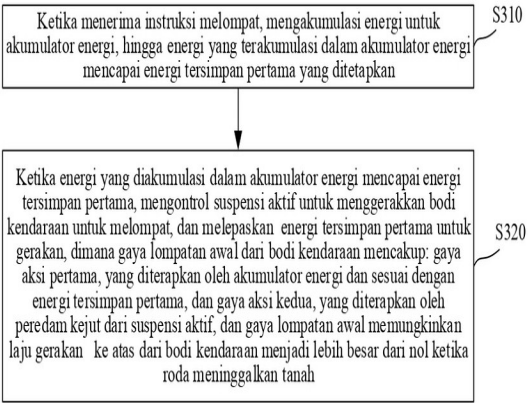 Ketika menerima instruksi melompat, mengakumulasi energi untuk
akumulator energi, hingga energi yang terakumulasi dalam akumulator energi
mencapai energi tersimpan pertama yang ditetapkan
S310
Ketika energi yang diakumulasi dalam akumulator energi mencapai energi
tersimpan pertama, mengontrol suspensi aktif untuk menggerakkan bodi
kendaraan untuk melompat, dan melepaskan energi tersimpan pertama untuk
gerakan, dimana gaya lompatan awal dari bodi kendaraan mencakup: gaya
aksi pertama, yang diterapkan oleh akumulator energi dan sesuai dengan
energi tersimpan pertama, dan gaya aksi kedua, yang diterapkan oleh
peredam kejut dari suspensi aktif, dan gaya lompatan awal memungkinkan
laju gerakan ke atas dari bodi kendaraan menjadi lebih besar dari nol ketika
roda meninggalkan tanah
S320